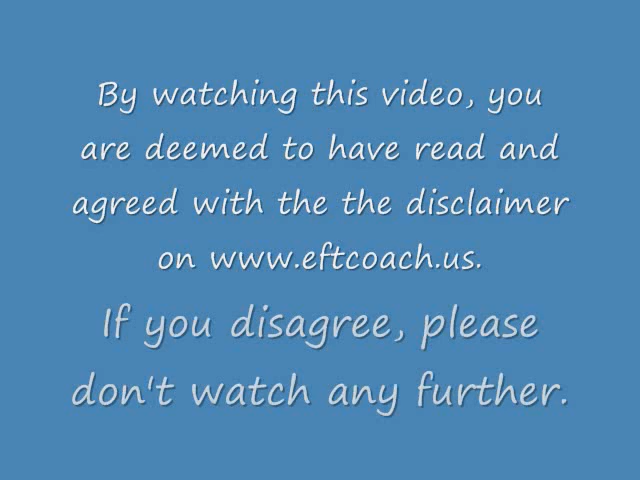 By watching this video, you
are deemed to have read and
agreed with the the disclaimer
on www.eftcoach.us.
If you disagree, please
don't watch any further.